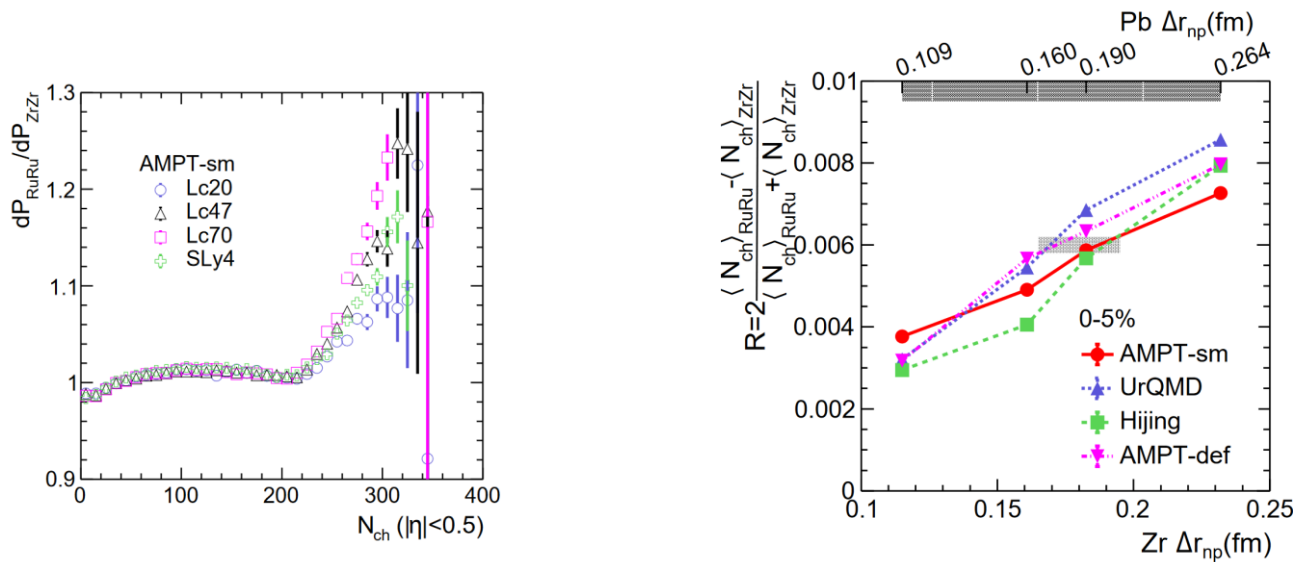 1.3
1.2
1.1
1
0.9
dP_RuRu/dP_ZrZr
AMPT-sm
Lc20
Lc47
Lc70
SLy4
0 100 200 300 400
N_ch (|η|<0.5)
Pb Δr_np(fm)
0.109 0.160 0.190 0.264
0.01
0.008
0.006
0.004
0.002
0
R=2 (⟨N_ch⟩_RuRu - ⟨N_ch⟩_ZrZr)/(⟨N_ch⟩_RuRu + ⟨N_ch⟩_ZrZr)
0-5%
AMPT-sm
UrQMD
Hijing
AMPT-def
0.1 0.15 0.2 0.25
Zr Δr_np(fm)